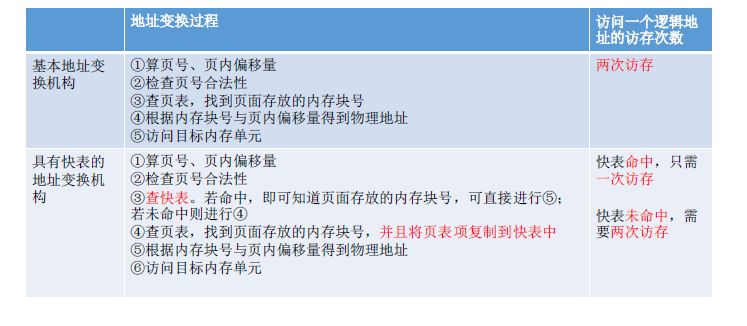 地址变换过程
访问一个逻辑地
址的访存次数
基本地址变
换机构
①算页号、页内偏移量
②检查页号合法性
③查页表，找到页面存放的内存块号
④根据内存块号与页内偏移量得到物理地址
⑤访问目标内存单元
两次访存
具有快表的
地址变换机
构
①算页号、页内偏移量
②检查页号合法性
③查快表。若命中，即可知道页面存放的内存块号，可直接进行⑤；
若未命中则进行④
④查页表，找到页面存放的内存块号，并且将页表项复制到快表中
⑤根据内存块号与页内偏移量得到物理地址
⑥访问目标内存单元
快表命中，只需
一次访存
快表未命中，需
要两次访存